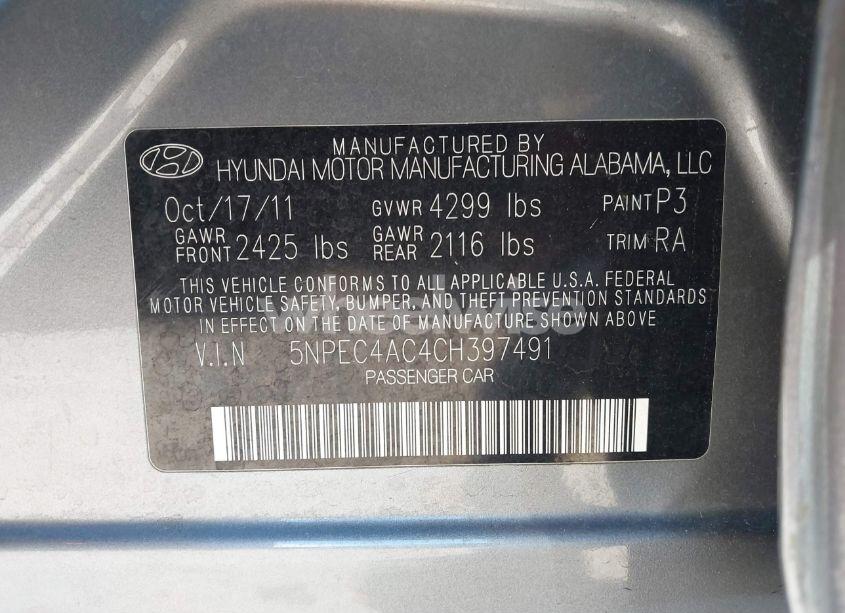 MANUFACTURED BY
HYUNDAI MOTOR MANUFACTURING ALABAMA, LLC
Oct/17/11 GVWR 4299 lbs PAINT P3
GAWR FRONT 2425 lbs GAWR REAR 2116 lbs TRIM RA
THIS VEHICLE CONFORMS TO ALL APPLICABLE U.S.A. FEDERAL
MOTOR VEHICLE SAFETY, BUMPER, AND THEFT PREVENTION STANDARDS
IN EFFECT ON THE DATE OF MANUFACTURE SHOWN ABOVE
V.I.N 5NPEC4AC4CH397491
PASSENGER CAR